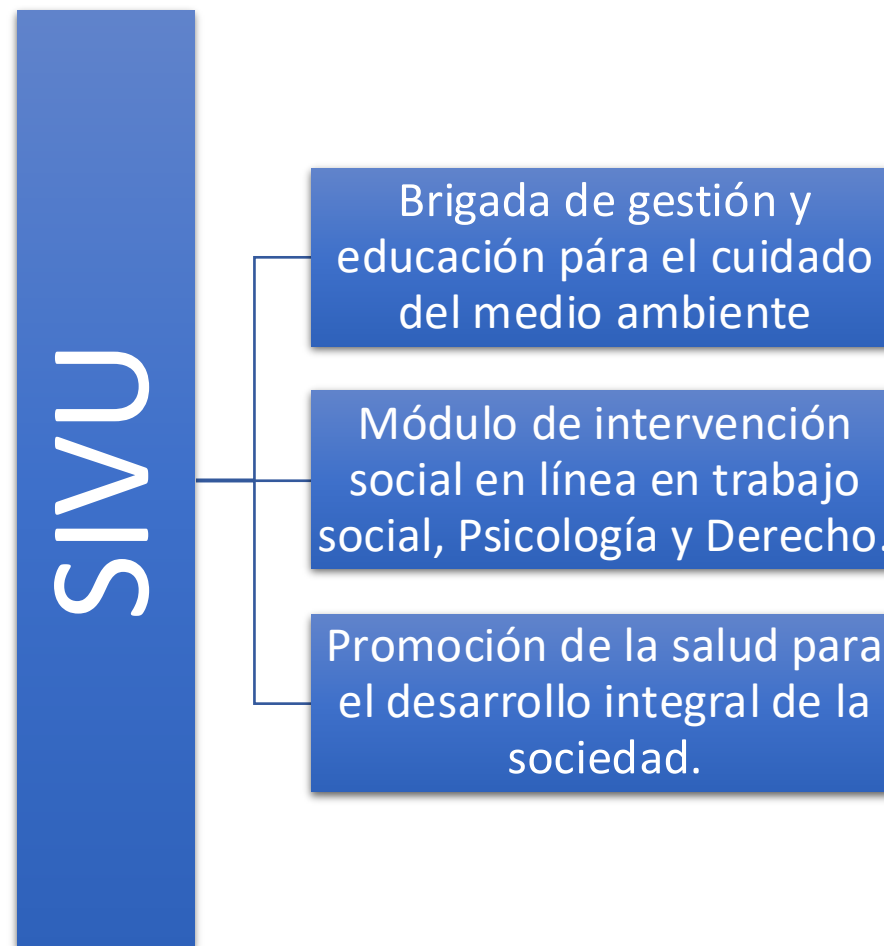 SIVU
Brigada de gestión y
educación pára el cuidado
del medio ambiente
Módulo de intervención
social en línea en trabajo
social, Psicología y Derecho.
Promoción de la salud para
el desarrollo integral de la
sociedad.